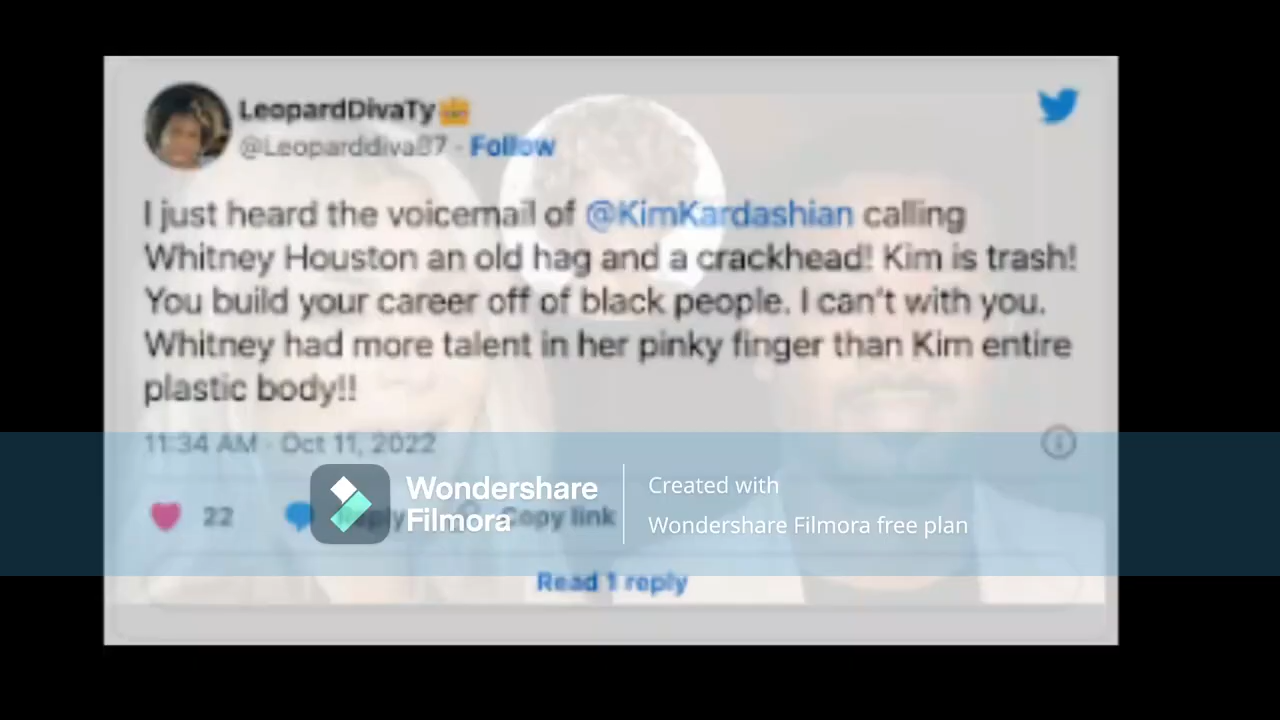 LeopardDivaTy
@Leoparddiva87 · Follow
I just heard the voicemail of @KimKardashian calling
Whitney Houston an old hag and a crackhead! Kim is trash!
You build your career off of black people. I can't with you.
Whitney had more talent in her pinky finger than Kim entire
plastic body!!
11:34 AM · Oct 11, 2022
22 Reply Copy link
Wondershare
Filmora
Created with
Wondershare Filmora free plan
Read 1 reply